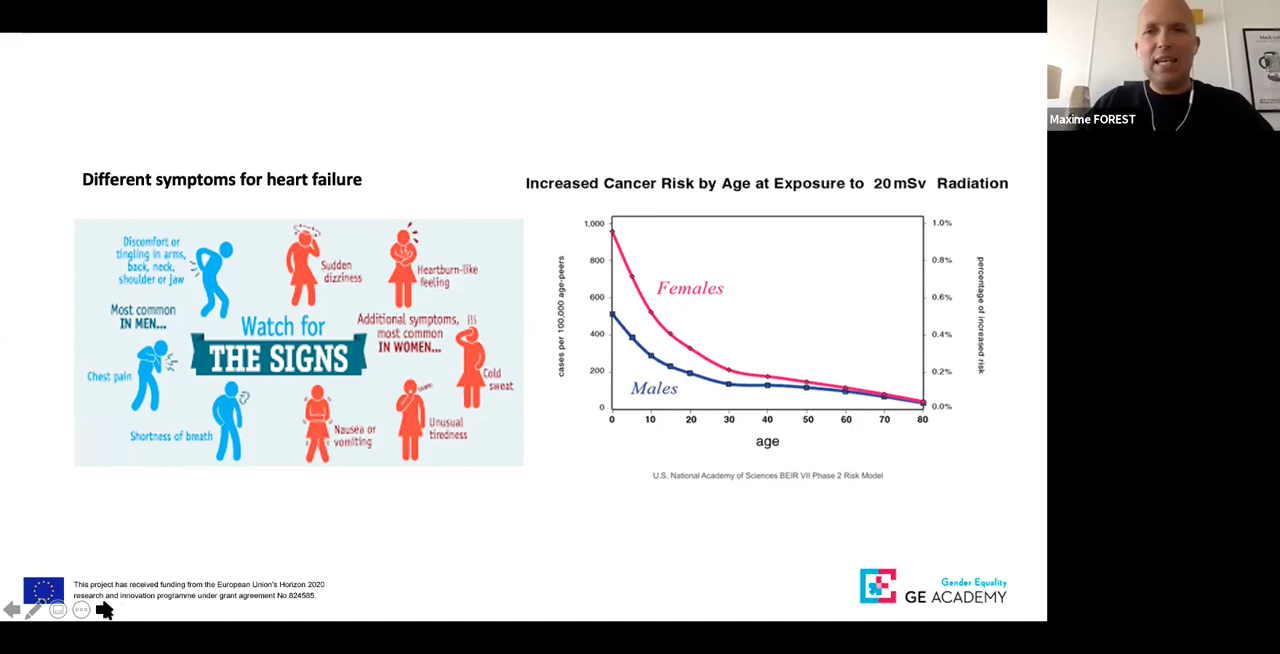 Maxime FOREST
Different symptoms for heart failure
Discomfort or
tingling in arms,
back, neck,
shoulder or jaw
Sudden
dizziness
Heartburn-like
feeling
Most common
IN MEN...
Watch for
THE SIGNS
Additional symptoms,
most common
IN WOMEN...
Chest pain
Cold
sweat
Shortness of breath
Nausea or
vomiting
Unusual
tiredness
Increased Cancer Risk by Age at Exposure to 20 mSv Radiation
cases per 100,000 age-peers
1,000
800
600
400
200
0
Females
Males
1.0%
0.8%
0.6%
0.4%
0.2%
0.0%
percentage of increased risk
0 10 20 30 40 50 60 70 80
age
U.S. National Academy of Sciences BEIR VII Phase 2 Risk Model
This project has received funding from the European Union's Horizon 2020
research and innovation programme under grant agreement No 824585.
Gender Equality
GE ACADEMY